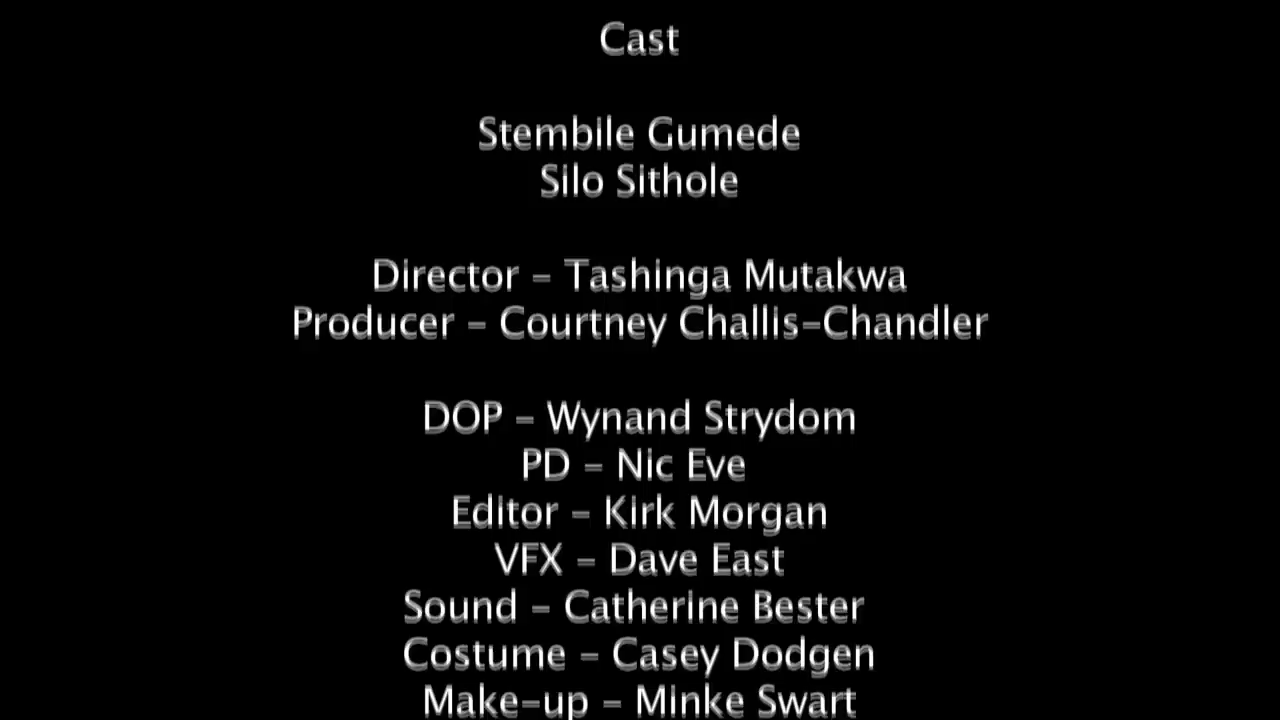 Cast
Stembile Gumede
Silo Sithole
Director - Tashinga Mutakwa
Producer - Courtney Challis-Chandler
DOP - Wynand Strydom
PD - Nic Eve
Editor - Kirk Morgan
VFX - Dave East
Sound - Catherine Bester
Costume - Casey Dodgen
Make-up - Minke Swart